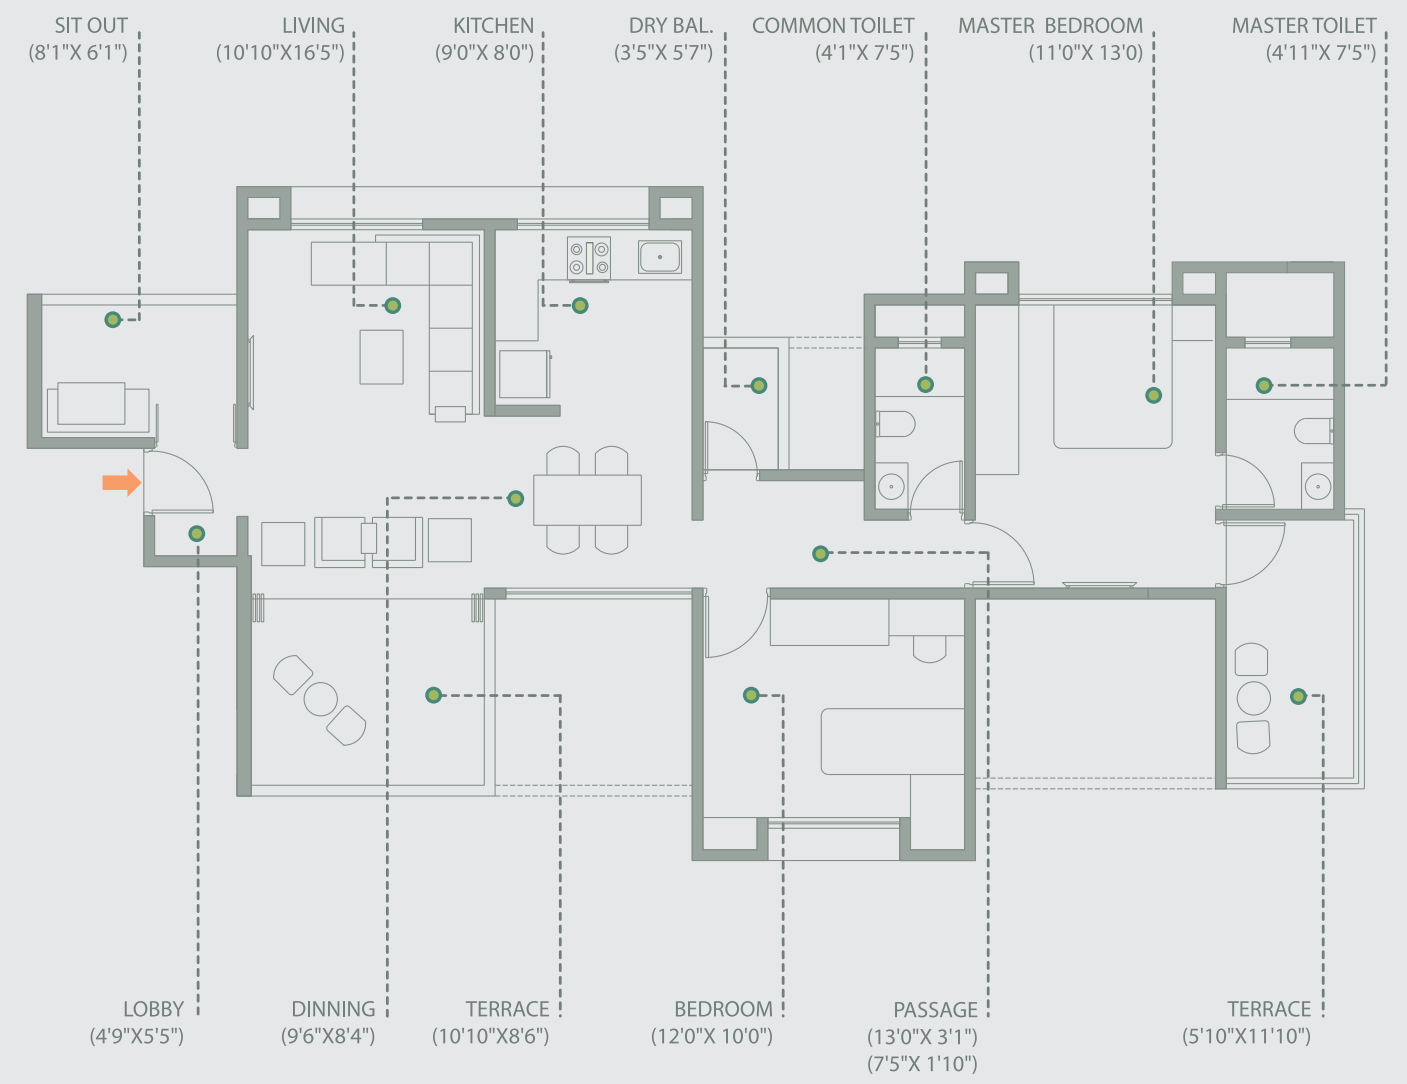 SIT OUT
(8'1"X 6'1")
LIVING
(10'10"X16'5")
KITCHEN
(9'0"X 8'0")
DRY BAL.
(3'5"X 5'7")
COMMON TOILET
(4'1"X 7'5")
MASTER BEDROOM
(11'0"X 13'0)
MASTER TOILET
(4'11"X 7'5")
LOBBY
(4'9"X5'5")
DINNING
(9'6"X8'4")
TERRACE
(10'10"X8'6")
BEDROOM
(12'0"X 10'0")
PASSAGE
(13'0"X 3'1")
(7'5"X 1'10")
TERRACE
(5'10"X11'10")